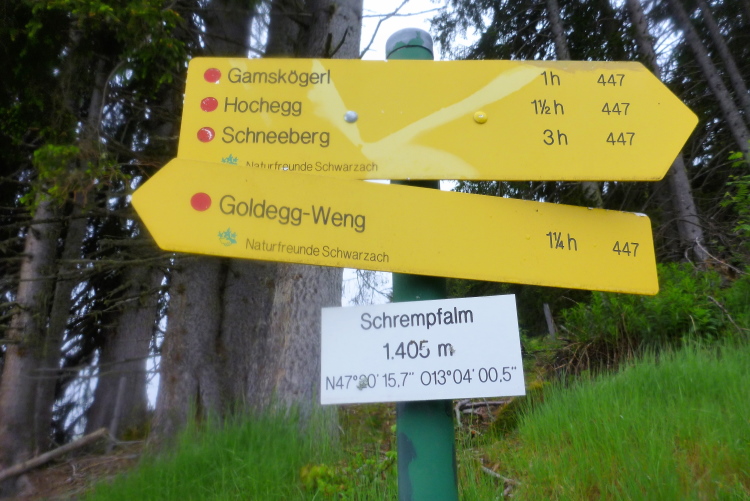 Gamskögerl 1h 447
Hochegg 1½h 447
Schneeberg 3h 447
Naturfreunde Schwarzach
Goldegg-Weng 1¼h 447
Naturfreunde Schwarzach
Schrempfalm
1.405 m
N47°20'15.7" O13°04'00.5"